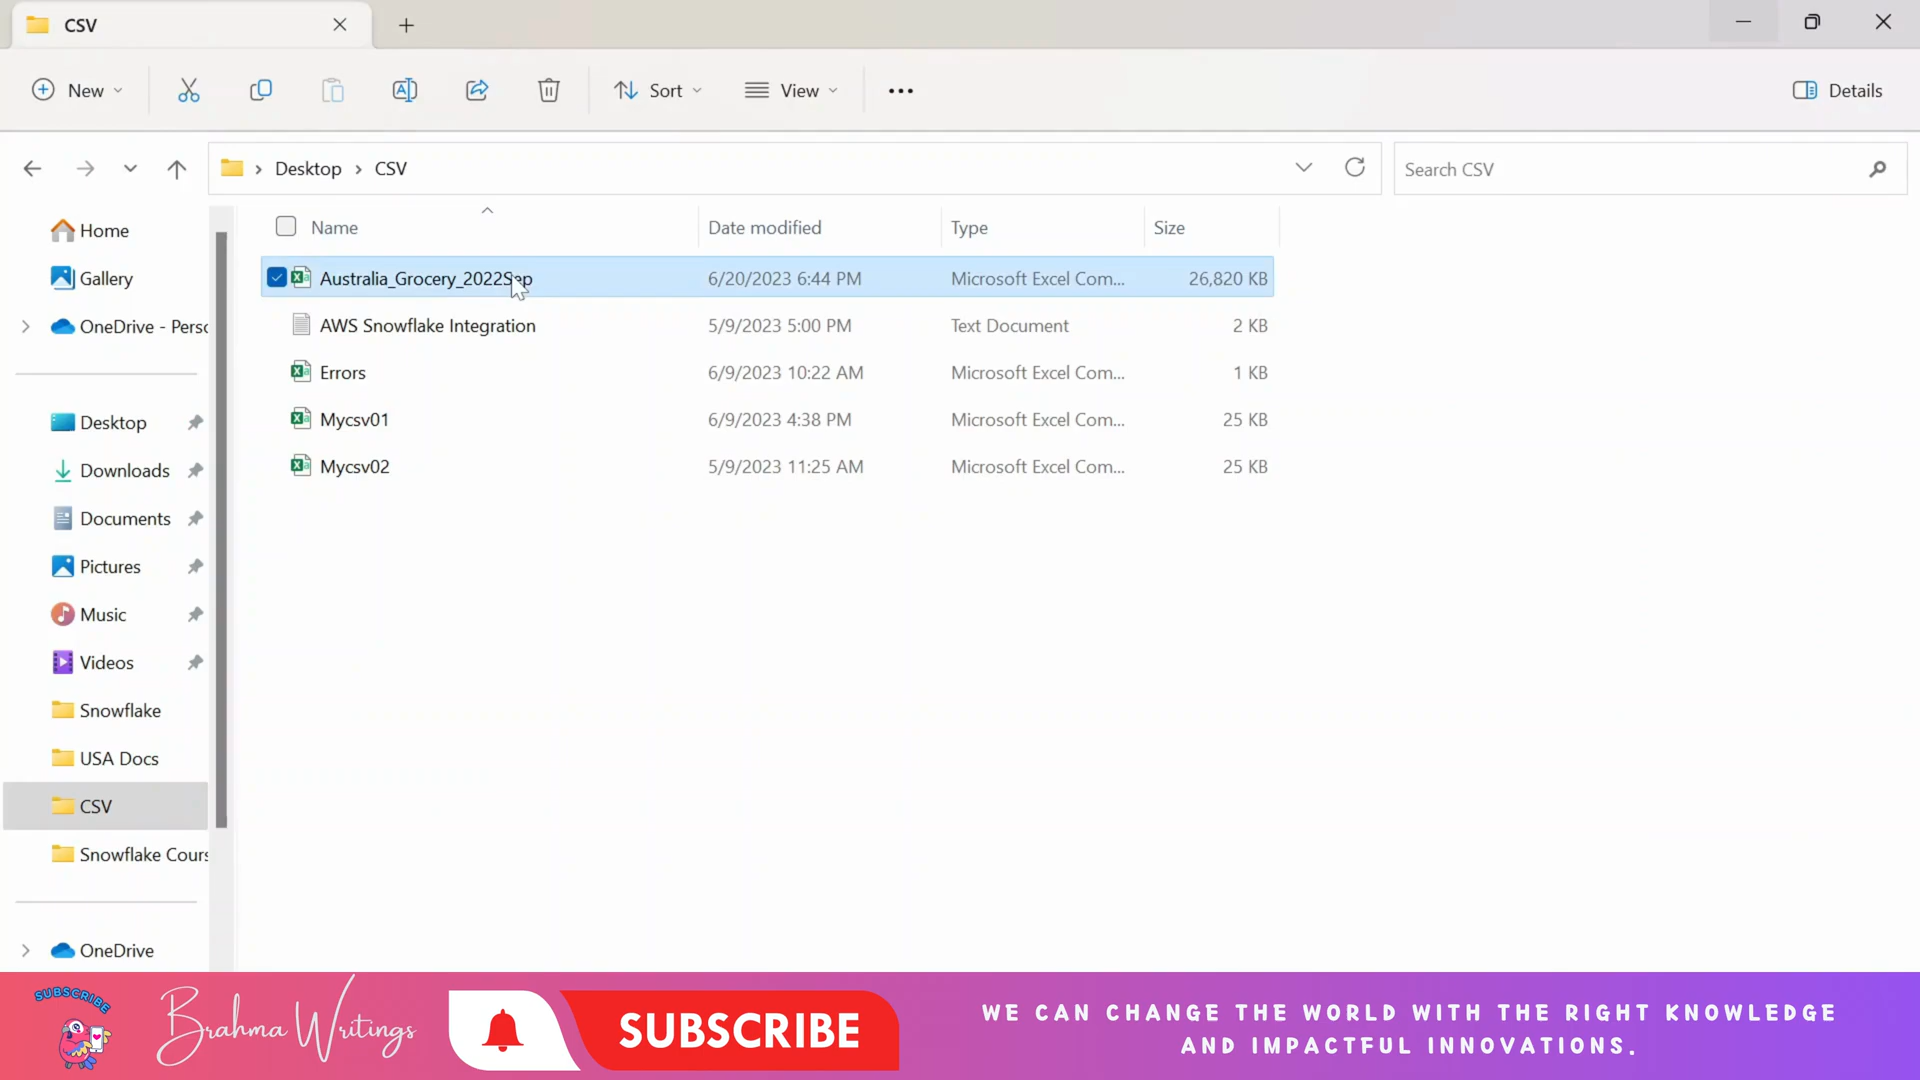 CSV
New
Sort
View
Details
Desktop
CSV
Search CSV
Home
Gallery
OneDrive - Perso
Desktop
Downloads
Documents
Pictures
Music
Videos
Snowflake
USA Docs
CSV
Snowflake Cours
OneDrive
Name Date modified Type Size
Australia_Grocery_2022Sep 6/20/2023 6:44 PM Microsoft Excel Com... 26,820 KB
AWS Snowflake Integration 5/9/2023 5:00 PM Text Document 2 KB
Errors 6/9/2023 10:22 AM Microsoft Excel Com... 1 KB
Mycsv01 6/9/2023 4:38 PM Microsoft Excel Com... 25 KB
Mycsv02 5/9/2023 11:25 AM Microsoft Excel Com... 25 KB
SUBSCRIBE
Brahma Writings
SUBSCRIBE
WE CAN CHANGE THE WORLD WITH THE RIGHT KNOWLEDGE
AND IMPACTFUL INNOVATIONS.